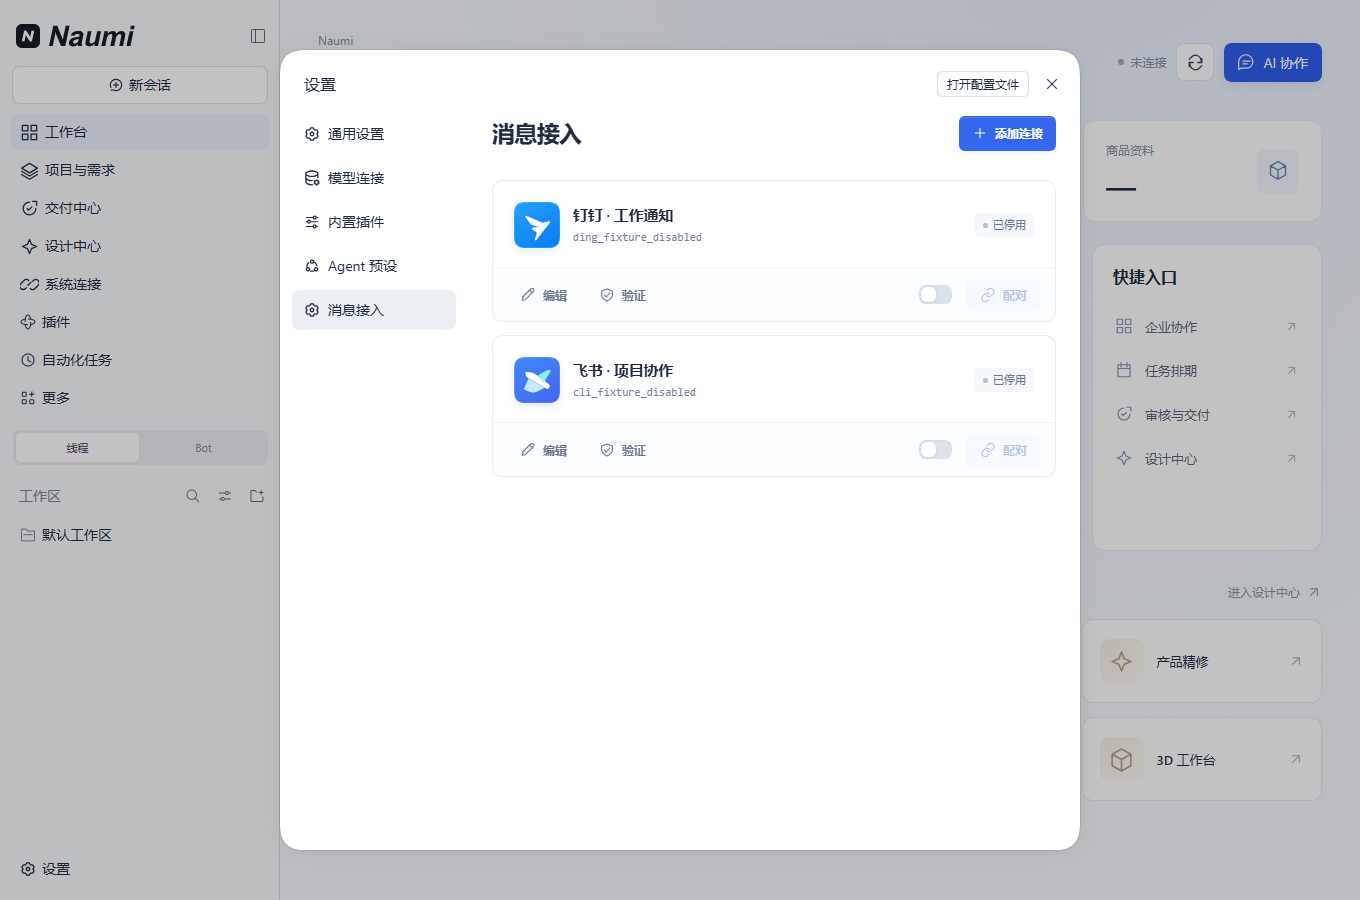 Naumi
新会话
工作台
项目与需求
交付中心
设计中心
系统连接
插件
自动化任务
更多
线程
Bot
工作区
默认工作区
设置
Naumi
未连接
AI 协作
设置
打开配置文件
通用设置
模型连接
内置插件
Agent 预设
消息接入
消息接入
添加连接
钉钉 · 工作通知
ding_fixture_disabled
已停用
编辑
验证
配对
飞书 · 项目协作
cli_fixture_disabled
已停用
编辑
验证
配对
商品资料
—
快捷入口
企业协作
任务排期
审核与交付
设计中心
进入设计中心
产品精修
3D 工作台